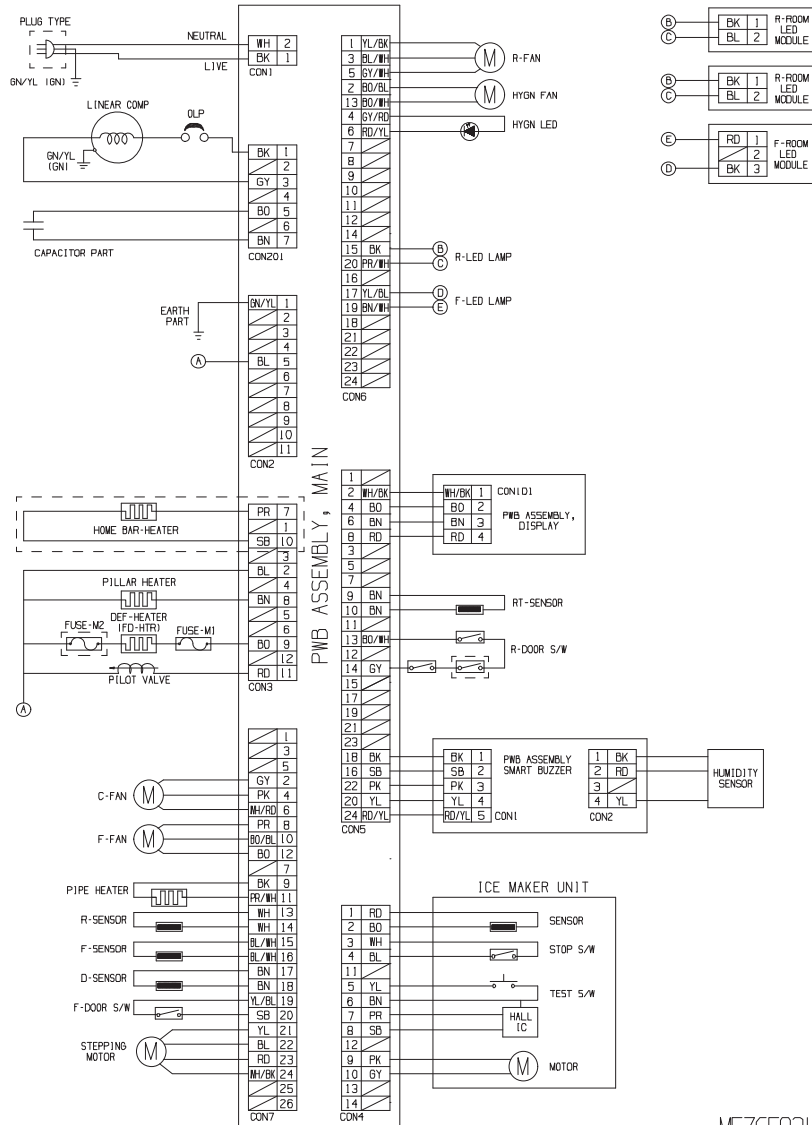 PLUG TYPE
NEUTRAL
LIVE
GN/YL (GN)
WH 2
BK 1
CON1
LINEAR COMP
OLP
GN/YL
(GN)
BK 1
2
GY 3
4
BO 5
6
BN 7
CON201
CAPACITOR PART
EARTH
PART
GN/YL 1
2
3
4
A
BL 5
6
7
8
9
10
11
CON2
PR 7
1
SB 10
HOME BAR-HEATER
3
BL 2
4
PILLAR HEATER
BN 8
5
6
DEF-HEATER
(FD-HTR)
FUSE-M2
FUSE-M1
BO 9
12
PILOT VALVE
RD 11
CON3
A
1
3
5
GY 2
C-FAN
M
PK 4
WH/RD 6
PR 8
F-FAN
M
BO/BL 10
BO 12
7
PIPE HEATER
BK 9
PR/WH 11
R-SENSOR
WH 13
WH 14
F-SENSOR
BL/WH 15
BL/WH 16
D-SENSOR
BN 17
BN 18
F-DOOR S/W
YL/BL 19
SB 20
STEPPING
MOTOR
M
YL 21
BL 22
RD 23
WH/BK 24
25
26
CON7
PWB ASSEMBLY, MAIN
1 YL/BK
3 BL/WH
5 GY/WH
M
R-FAN
2 BO/BL
13 BO/WH
M
HYGN FAN
4 GY/RD
6 RD/YL
HYGN LED
7
8
9
10
11
12
14
15 BK
B
20 PR/WH
C
R-LED LAMP
16
17 YL/BL
D
19 BN/WH
E
F-LED LAMP
18
21
22
23
24
CON6
1
2 WH/BK
4 BO
6 BN
8 RD
WH/BK 1
BO 2
BN 3
RD 4
CON101
PWB ASSEMBLY,
DISPLAY
3
5
7
9 BN
10 BN
RT-SENSOR
11
13 BO/WH
12
14 GY
R-DOOR S/W
15
17
19
21
23
18 BK
16 SB
22 PK
20 YL
24 RD/YL
CON5
BK 1
SB 2
PK 3
YL 4
RD/YL 5
CON1
PWB ASSEMBLY
SMART BUZZER
1 BK
2 RD
3
4 YL
CON2
HUMIDITY
SENSOR
ICE MAKER UNIT
1 RD
2 BO
SENSOR
3 WH
4 BL
STOP S/W
11
5 YL
6 BN
TEST S/W
7 PR
8 SB
HALL
IC
12
9 PK
10 GY
M
MOTOR
13
14
CON4
B
C
BK 1
BL 2
R-ROOM
LED
MODULE
B
C
BK 1
BL 2
R-ROOM
LED
MODULE
E
D
RD 1
2
BK 3
F-ROOM
LED
MODULE